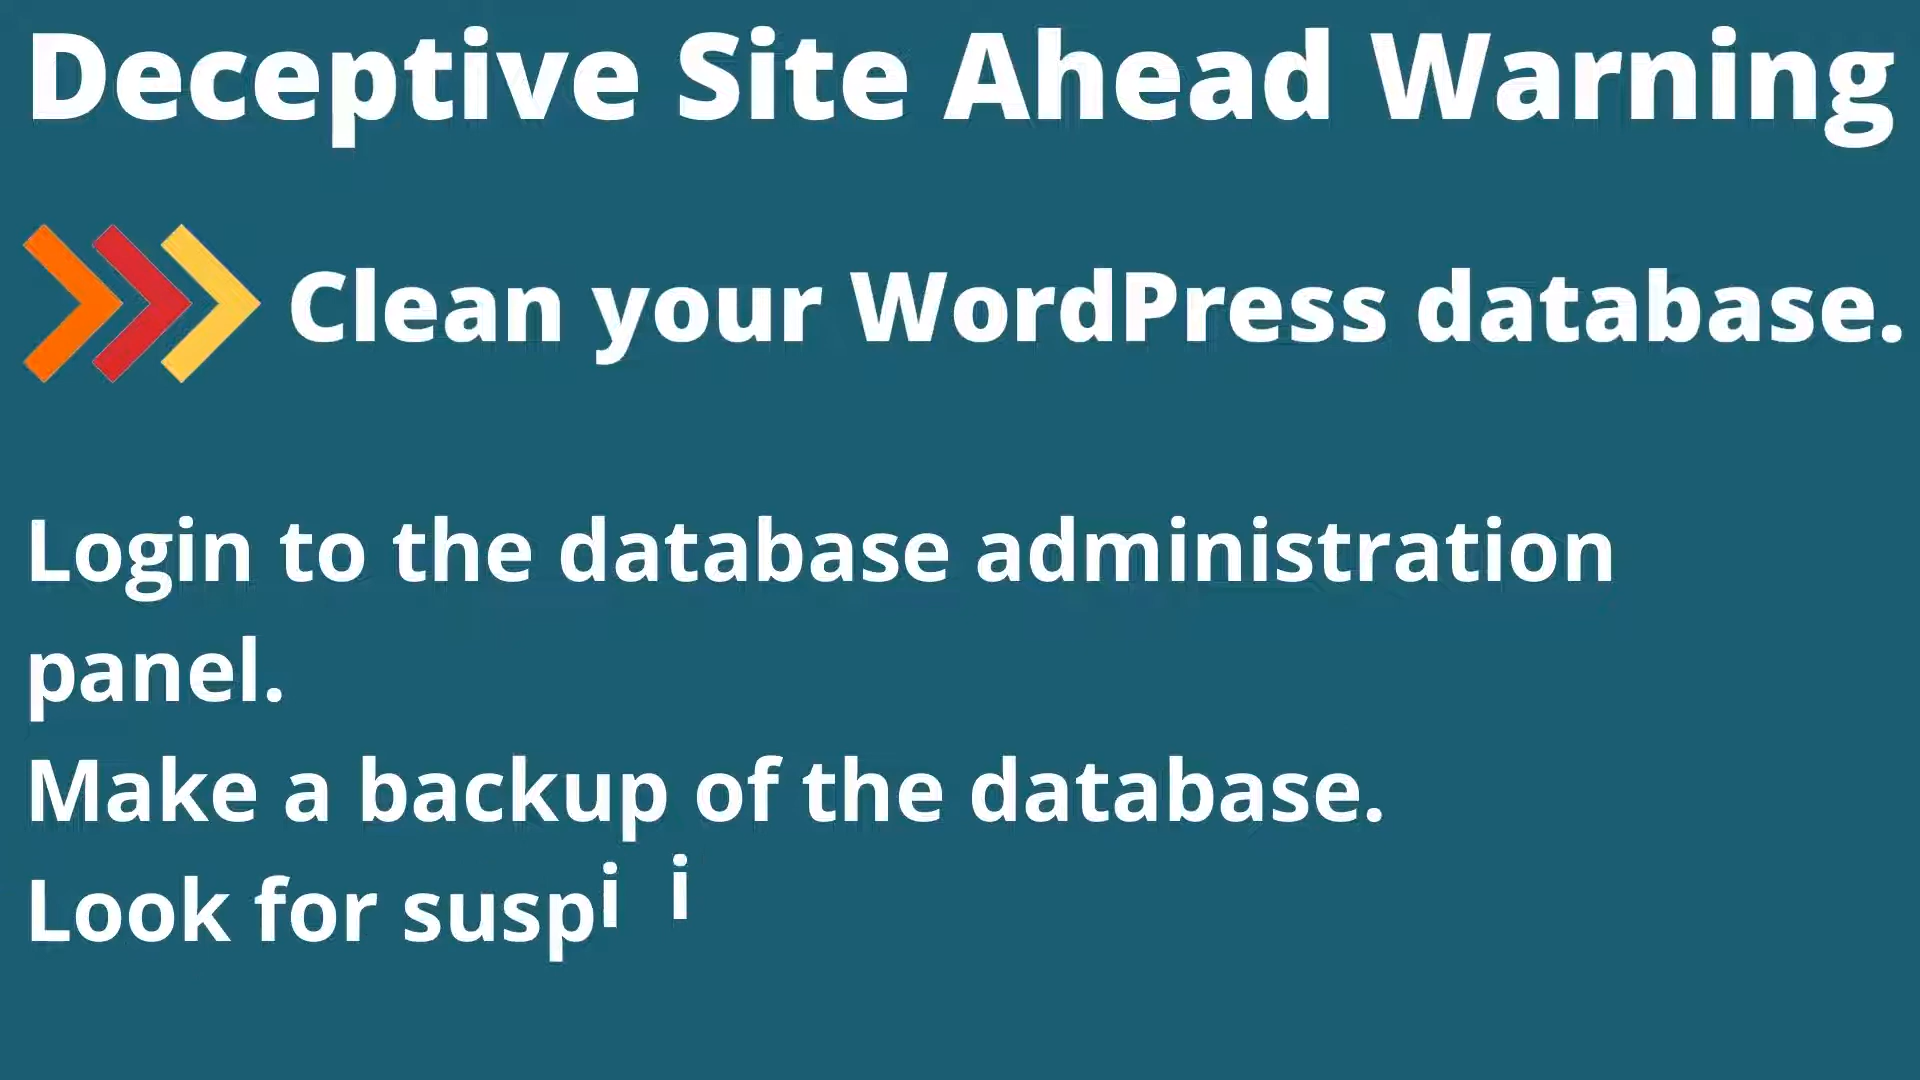 Deceptive Site Ahead Warning
Clean your WordPress database.
Login to the database administration
panel.
Make a backup of the database.
Look for suspi i